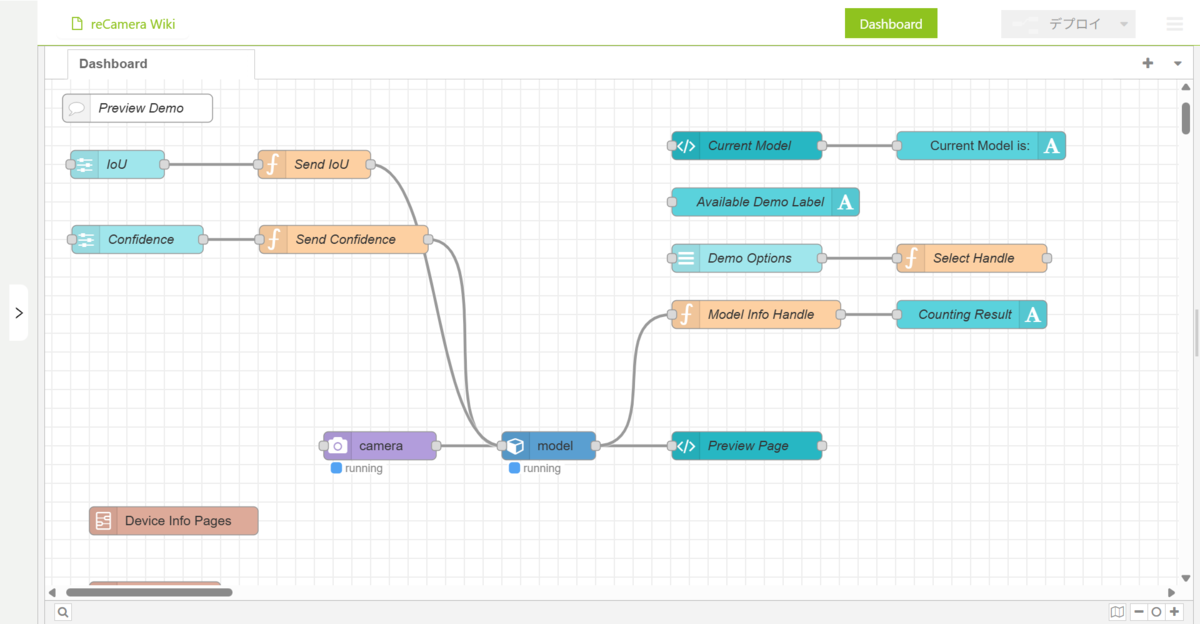 reCamera Wiki
Dashboard
デプロイ
Dashboard
Preview Demo
IoU
Send IoU
Current Model
Current Model is:
Available Demo Label
Confidence
Send Confidence
Demo Options
Select Handle
Model Info Handle
Counting Result
camera
model
Preview Page
running
running
Device Info Pages